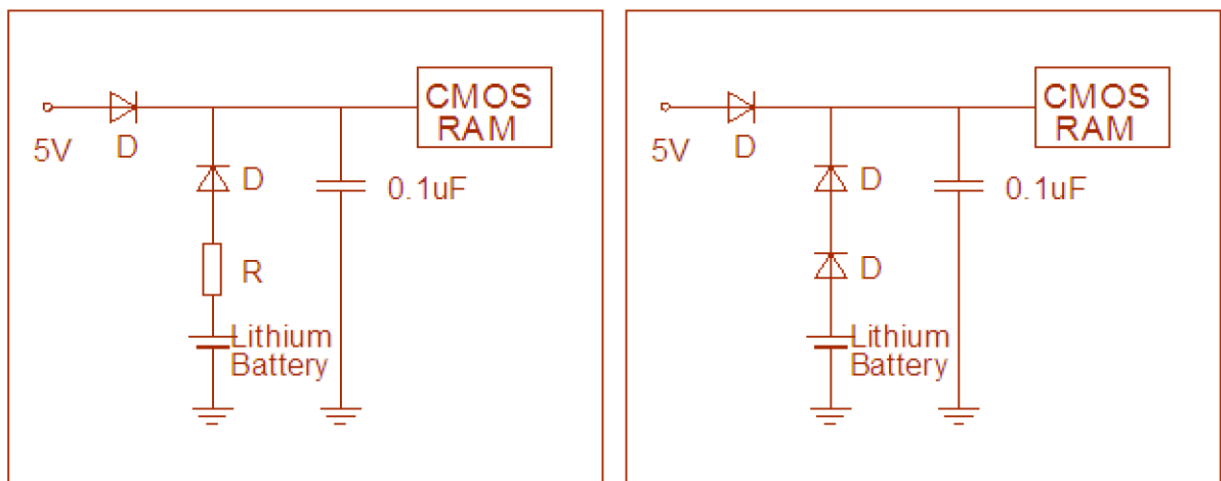 CMOS
RAM
5V
D
D
0.1uF
R
Lithium
Battery
CMOS
RAM
5V
D
D
0.1uF
D
Lithium
Battery